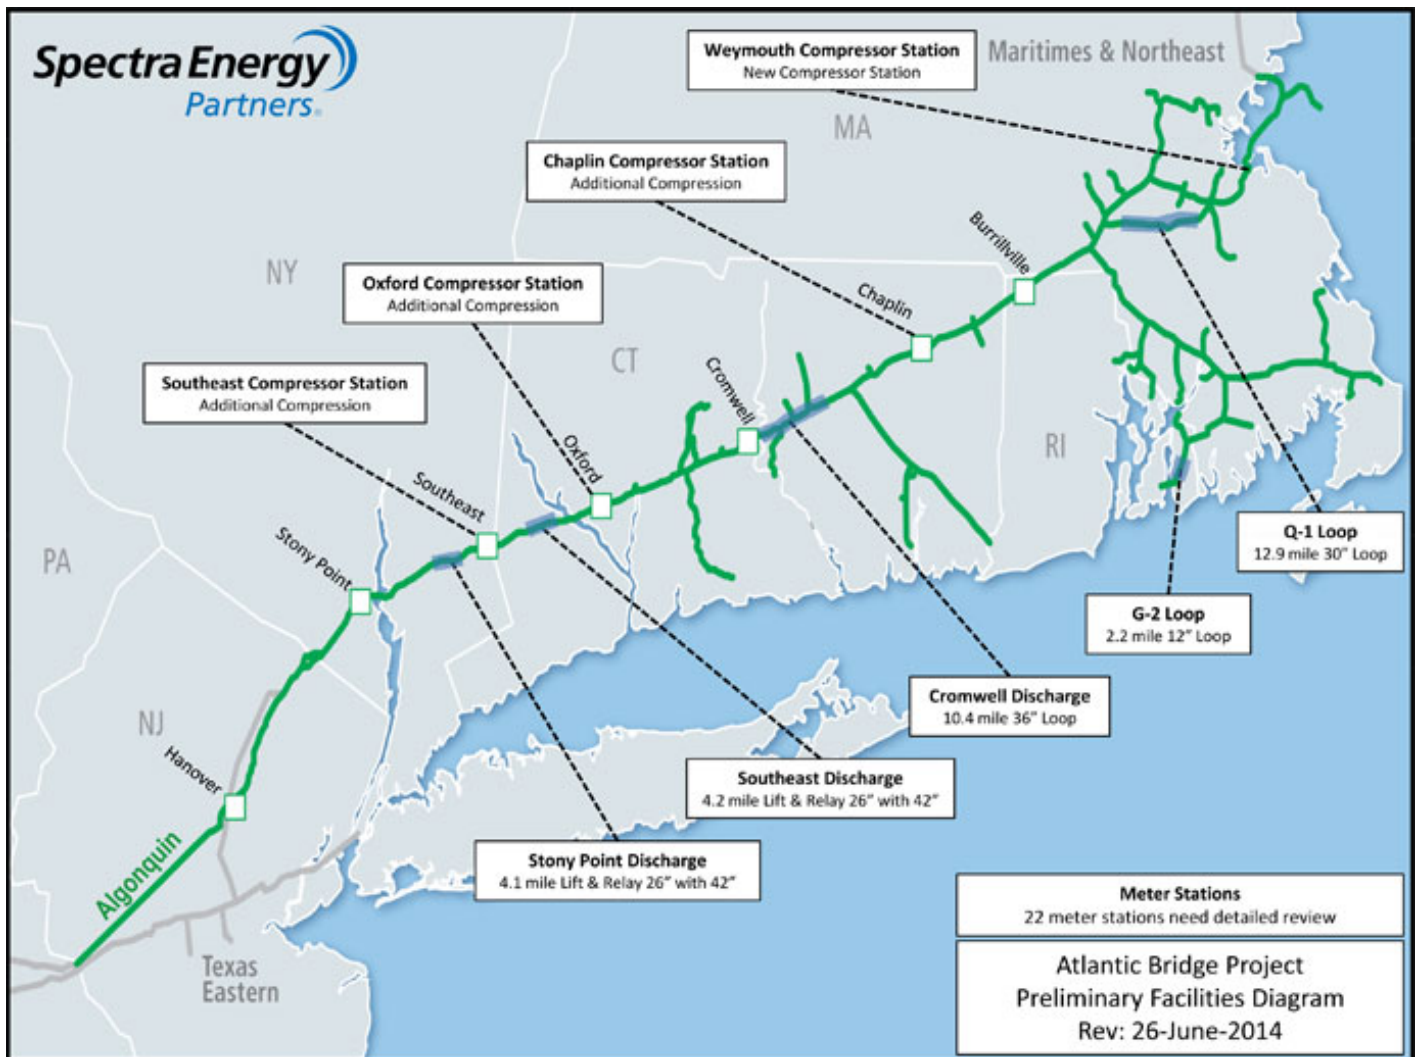 Spectra Energy
Partners
Weymouth Compressor Station
New Compressor Station
Maritimes & Northeast
MA
Chaplin Compressor Station
Additional Compression
Burrillville
NY
Oxford Compressor Station
Additional Compression
Chaplin
CT
Cromwell
Southeast Compressor Station
Additional Compression
Oxford
RI
Southeast
Q-1 Loop
12.9 mile 30” Loop
Stony Point
PA
G-2 Loop
2.2 mile 12” Loop
Cromwell Discharge
10.4 mile 36” Loop
NJ
Hanover
Southeast Discharge
4.2 mile Lift & Relay 26” with 42”
Stony Point Discharge
4.1 mile Lift & Relay 26” with 42”
Algonquin
Meter Stations
22 meter stations need detailed review
Texas
Eastern
Atlantic Bridge Project
Preliminary Facilities Diagram
Rev: 26-June-2014